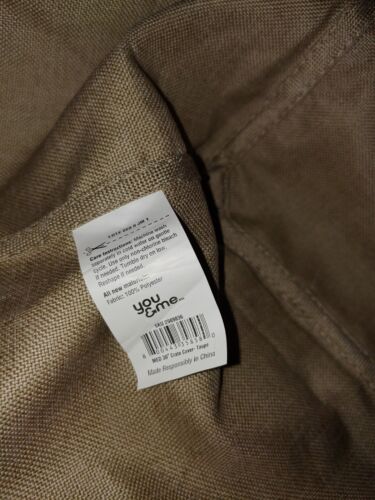 Care Instructions: Machine wash
separately in cold water on gentle
cycle. Use only non-chlorine bleach
if needed. Tumble dry on low.
Reshape if needed.
All new material
Fabric: 100% Polyester
you
&me
SKU
MED 30" Crate Cover- Taupe
Made Responsibly In China